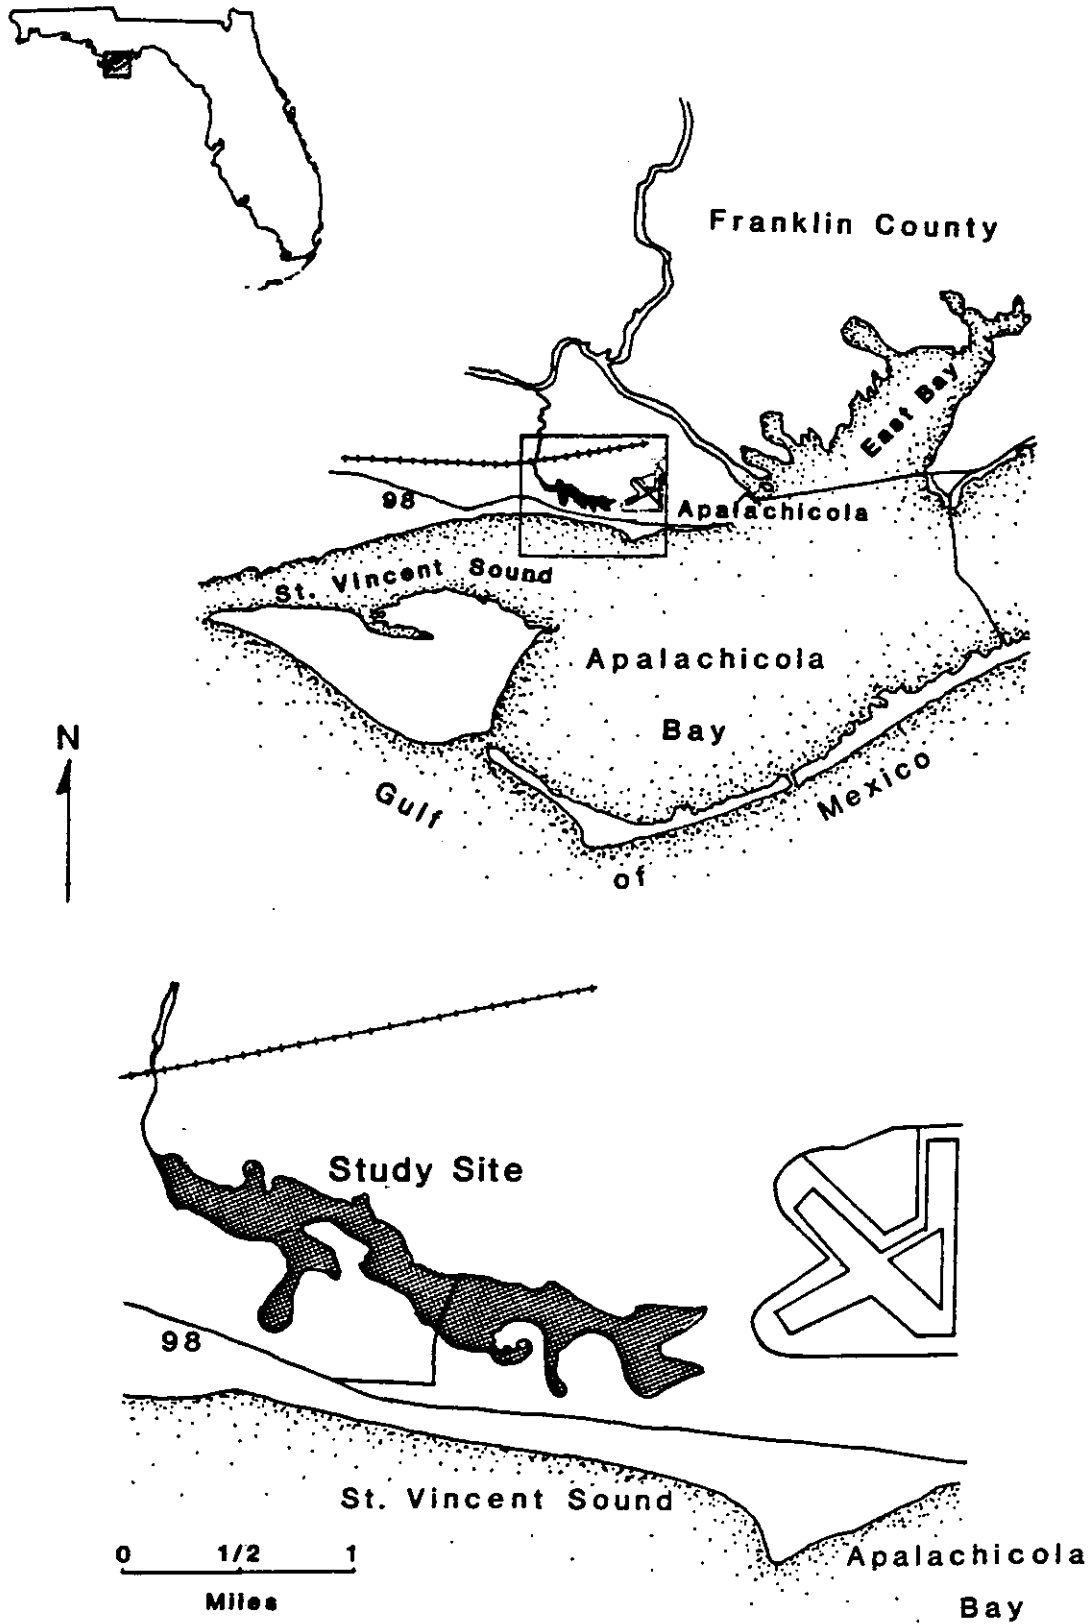 Franklin County
East Bay
98
Apalachicola
St. Vincent Sound
Apalachicola
Bay
N
Gulf
of
Mexico
Study Site
98
St. Vincent Sound
0 1/2 1
Miles
Apalachicola
Bay